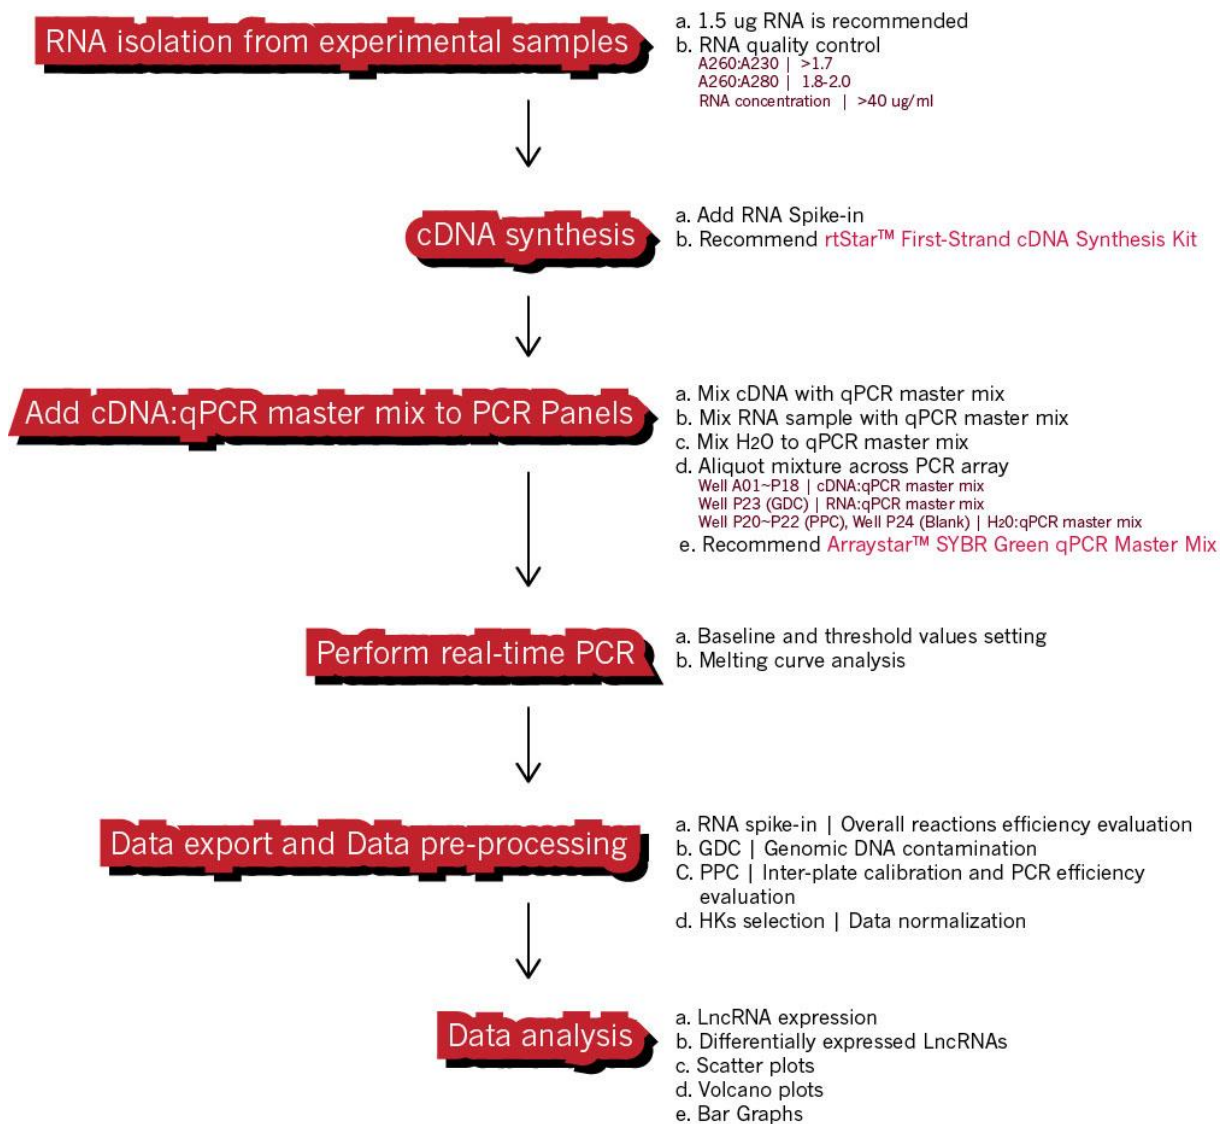 RNA isolation from experimental samples
a. 1.5 ug RNA is recommended
b. RNA quality control
A260:A230 | >1.7
A260:A280 | 1.8-2.0
RNA concentration | >40 ug/ml
cDNA synthesis
a. Add RNA Spike-in
b. Recommend rtStar™ First-Strand cDNA Synthesis Kit
Add cDNA:qPCR master mix to PCR Panels
a. Mix cDNA with qPCR master mix
b. Mix RNA sample with qPCR master mix
c. Mix H2O to qPCR master mix
d. Aliquot mixture across PCR array
Well A01~P18 | cDNA:qPCR master mix
Well P23 (GDC) | RNA:qPCR master mix
Well P20~P22 (PPC), Well P24 (Blank) | H20:qPCR master mix
e. Recommend Arraystar™ SYBR Green qPCR Master Mix
Perform real-time PCR
a. Baseline and threshold values setting
b. Melting curve analysis
Data export and Data pre-processing
a. RNA spike-in | Overall reactions efficiency evaluation
b. GDC | Genomic DNA contamination
C. PPC | Inter-plate calibration and PCR efficiency
evaluation
d. HKs selection | Data normalization
Data analysis
a. LncRNA expression
b. Differentially expressed LncRNAs
c. Scatter plots
d. Volcano plots
e. Bar Graphs